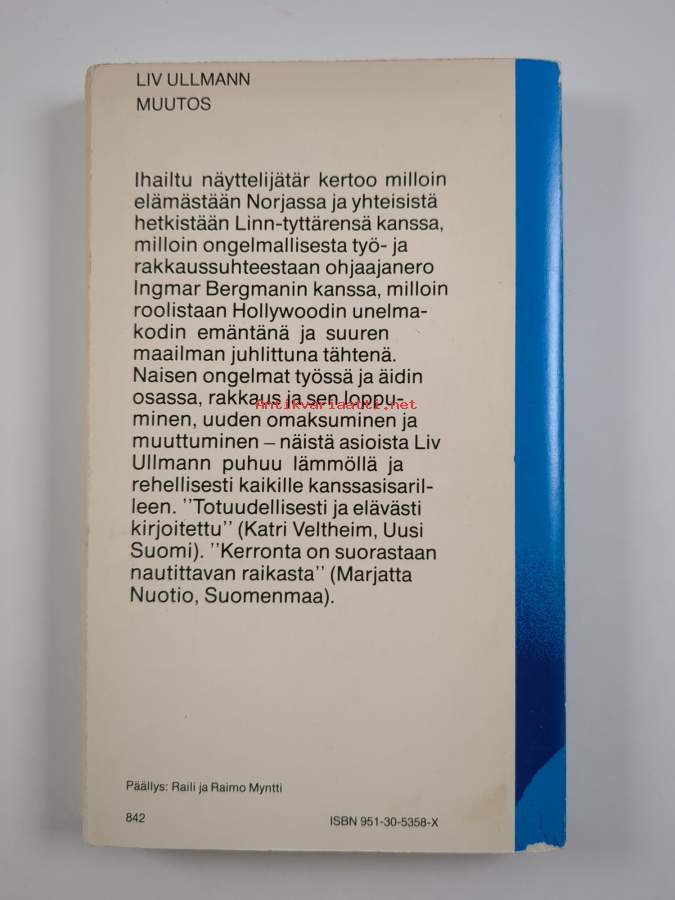 LIV ULLMANN
MUUTOS
Ihailtu näyttelijätär kertoo milloin
elämästään Norjassa ja yhteisistä
hetkistään Linn-tyttärensä kanssa,
milloin ongelmallisesta työ- ja
rakkaussuhteestaan ohjaajanero
Ingmar Bergmanin kanssa, milloin
roolistaan Hollywoodin unelma-
kodin emäntänä ja suuren
maailman juhlittuna tähtenä.
Naisen ongelmat työssä ja äidin
osassa, rakkaus ja sen loppu-
Antikvariaatti.net
minen, uuden omaksuminen ja
muuttuminen – näistä asioista Liv
Ullmann puhuu lämmöllä ja
rehellisesti kaikille kanssasisaril-
leen. ''Totuudellisesti ja elävästi
kirjoitettu'' (Katri Veltheim, Uusi
Suomi). ''Kerronta on suorastaan
nautittavan raikasta'' (Marjatta
Nuotio, Suomenmaa).
Päällys: Raili ja Raimo Myntti
842 ISBN 951-30-5358-X